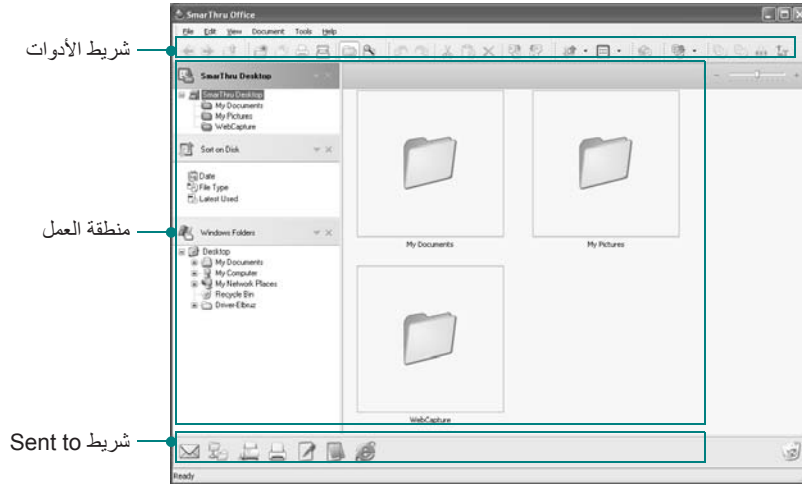 SmarThru Office
File Edit View Document Tools Help
شريط الأدوات
SmarThru Desktop
SmarThru Desktop
My Documents
My Pictures
WebCapture
Sort on Disk
Date
File Type
Latest Used
منطقة العمل
Windows Folders
Desktop
My Documents
My Computer
My Network Places
Recycle Bin
Driver-Elbruz
My Documents
My Pictures
WebCapture
شريط Sent to
Ready